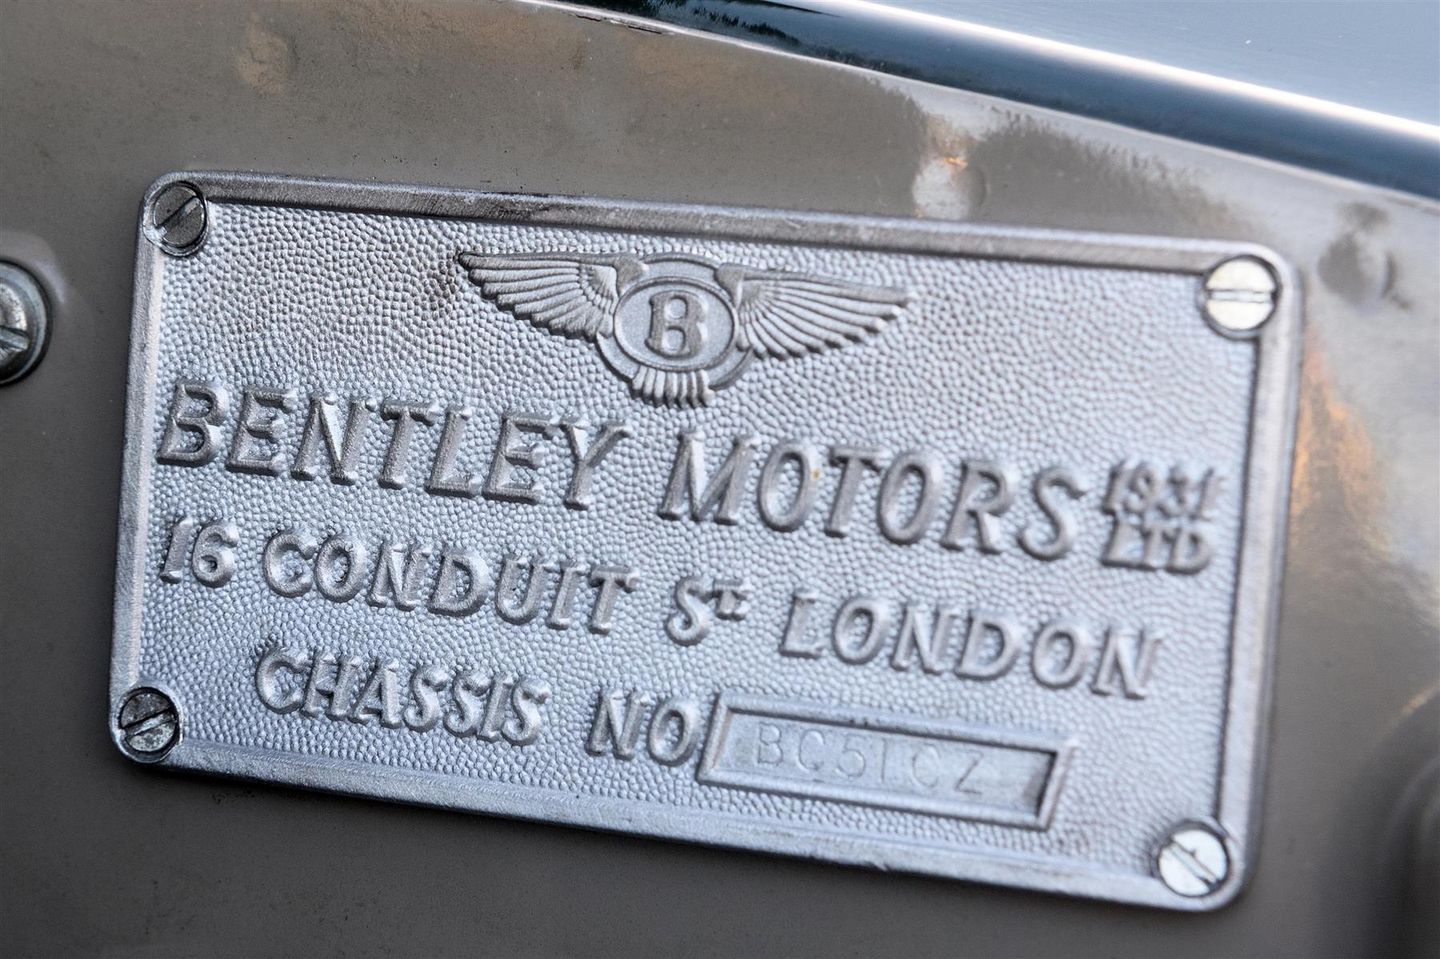 B
BENTLEY MOTORS 1931 LTD
16 CONDUIT ST LONDON
CHASSIS NO BC51CZ